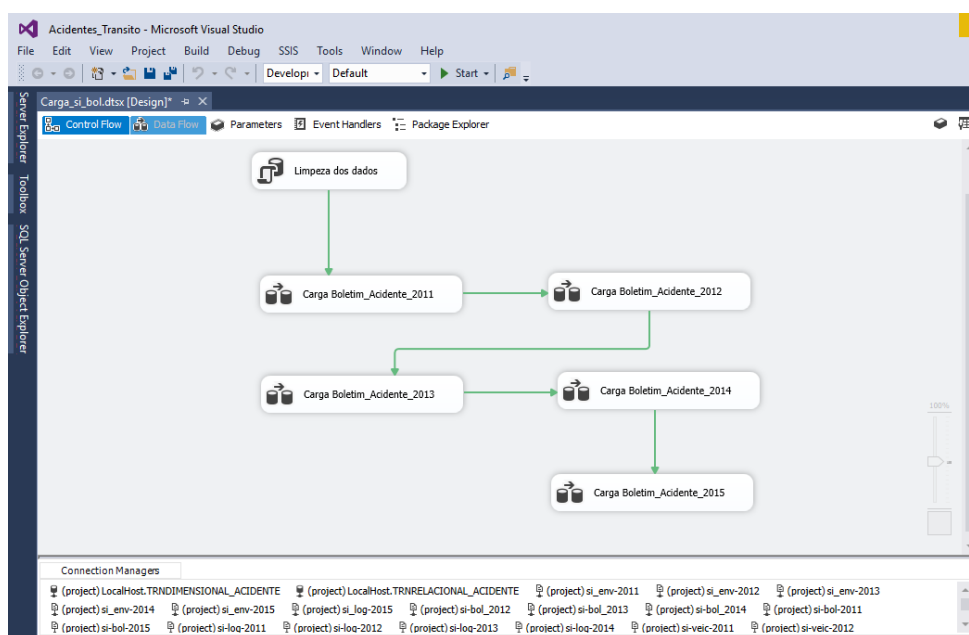 Acidentes_Transito - Microsoft Visual Studio
File Edit View Project Build Debug SSIS Tools Window Help
Developi Default Start
Server Explorer
Toolbox
SQL Server Object Explorer
Carga_si_bol.dtsx [Design]*
Control Flow Data Flow Parameters Event Handlers Package Explorer
Limpeza dos dados
Carga Boletim_Acidente_2011
Carga Boletim_Acidente_2012
Carga Boletim_Acidente_2013
Carga Boletim_Acidente_2014
Carga Boletim_Acidente_2015
100%
Connection Managers
(project) LocalHost.TRNDIMENSIONAL_ACIDENTE (project) LocalHost.TRNRELACIONAL_ACIDENTE (project) si_env-2011 (project) si_env-2012 (project) si_env-2013
(project) si_env-2014 (project) si_env-2015 (project) si_log-2015 (project) si-bol_2012 (project) si-bol_2013 (project) si-bol_2014 (project) si-bol-2011
(project) si-bol-2015 (project) si-log-2011 (project) si-log-2012 (project) si-log-2013 (project) si-log-2014 (project) si-veic-2011 (project) si-veic-2012